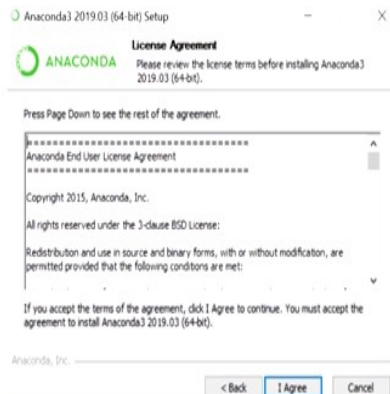 Anaconda3 2019.03 (64-bit) Setup
ANACONDA
License Agreement
Please review the license terms before installing Anaconda3
2019.03 (64-bit).
Press Page Down to see the rest of the agreement.
===================================
Anaconda End User License Agreement
===================================
Copyright 2015, Anaconda, Inc.
All rights reserved under the 3-clause BSD License:
Redistribution and use in source and binary forms, with or without modification, are
permitted provided that the following conditions are met:
If you accept the terms of the agreement, click I Agree to continue. You must accept the
agreement to install Anaconda3 2019.03 (64-bit).
Anaconda, Inc.
< Back
I Agree
Cancel